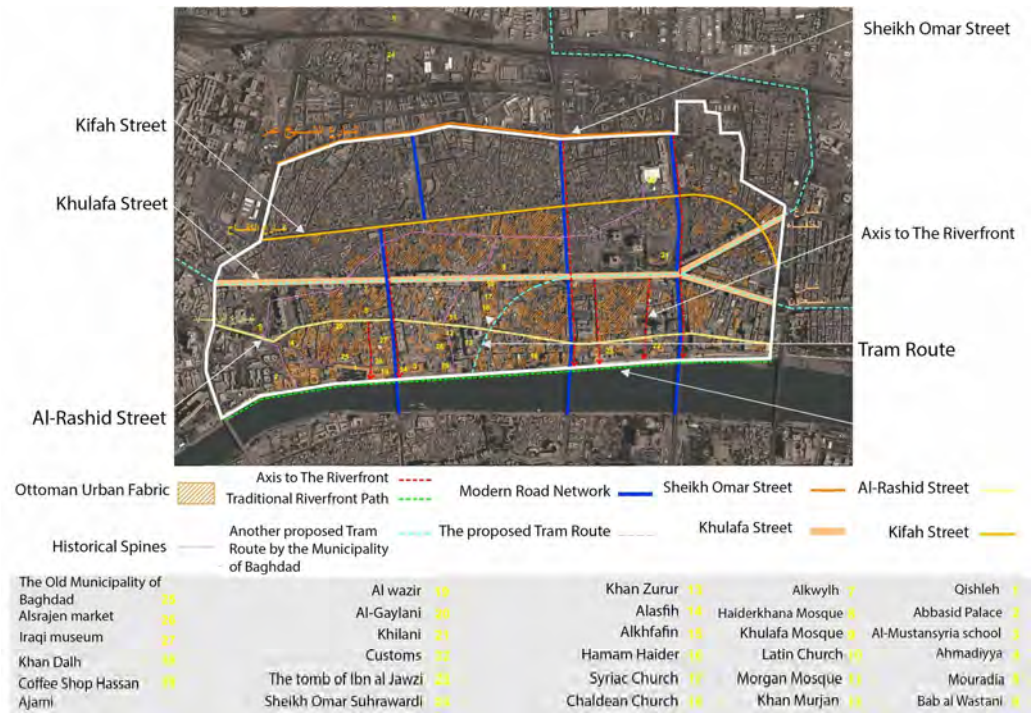 Sheikh Omar Street
Kifah Street
Khulafa Street
Axis to The Riverfront
Tram Route
Al-Rashid Street
Ottoman Urban Fabric
Axis to The Riverfront
Traditional Riverfront Path
Modern Road Network
Sheikh Omar Street
Al-Rashid Street
Historical Spines
Another proposed Tram
Route by the Municipality
of Baghdad
The proposed Tram Route
Khulafa Street
Kifah Street
The Old Municipality of
Baghdad 25
Alsrajen market 26
Iraqi museum 27
Khan Dalh 28
Coffee Shop Hassan 29
Ajami
Al wazir 19
Al-Gaylani 20
Khilani 21
Customs 22
The tomb of Ibn al Jawzi 23
Sheikh Omar Suhrawardi 24
Khan Zurur 13
Alasfih 14
Alkhfafin 15
Hamam Haider 16
Syriac Church 17
Chaldean Church 18
Alkwylh 7
Haiderkhana Mosque 8
Khulafa Mosque 9
Latin Church 10
Morgan Mosque 11
Khan Murjan 12
Qishleh 1
Abbasid Palace 2
Al-Mustansyria school 3
Ahmadiyya 4
Mouradia 5
Bab al Wastani 6